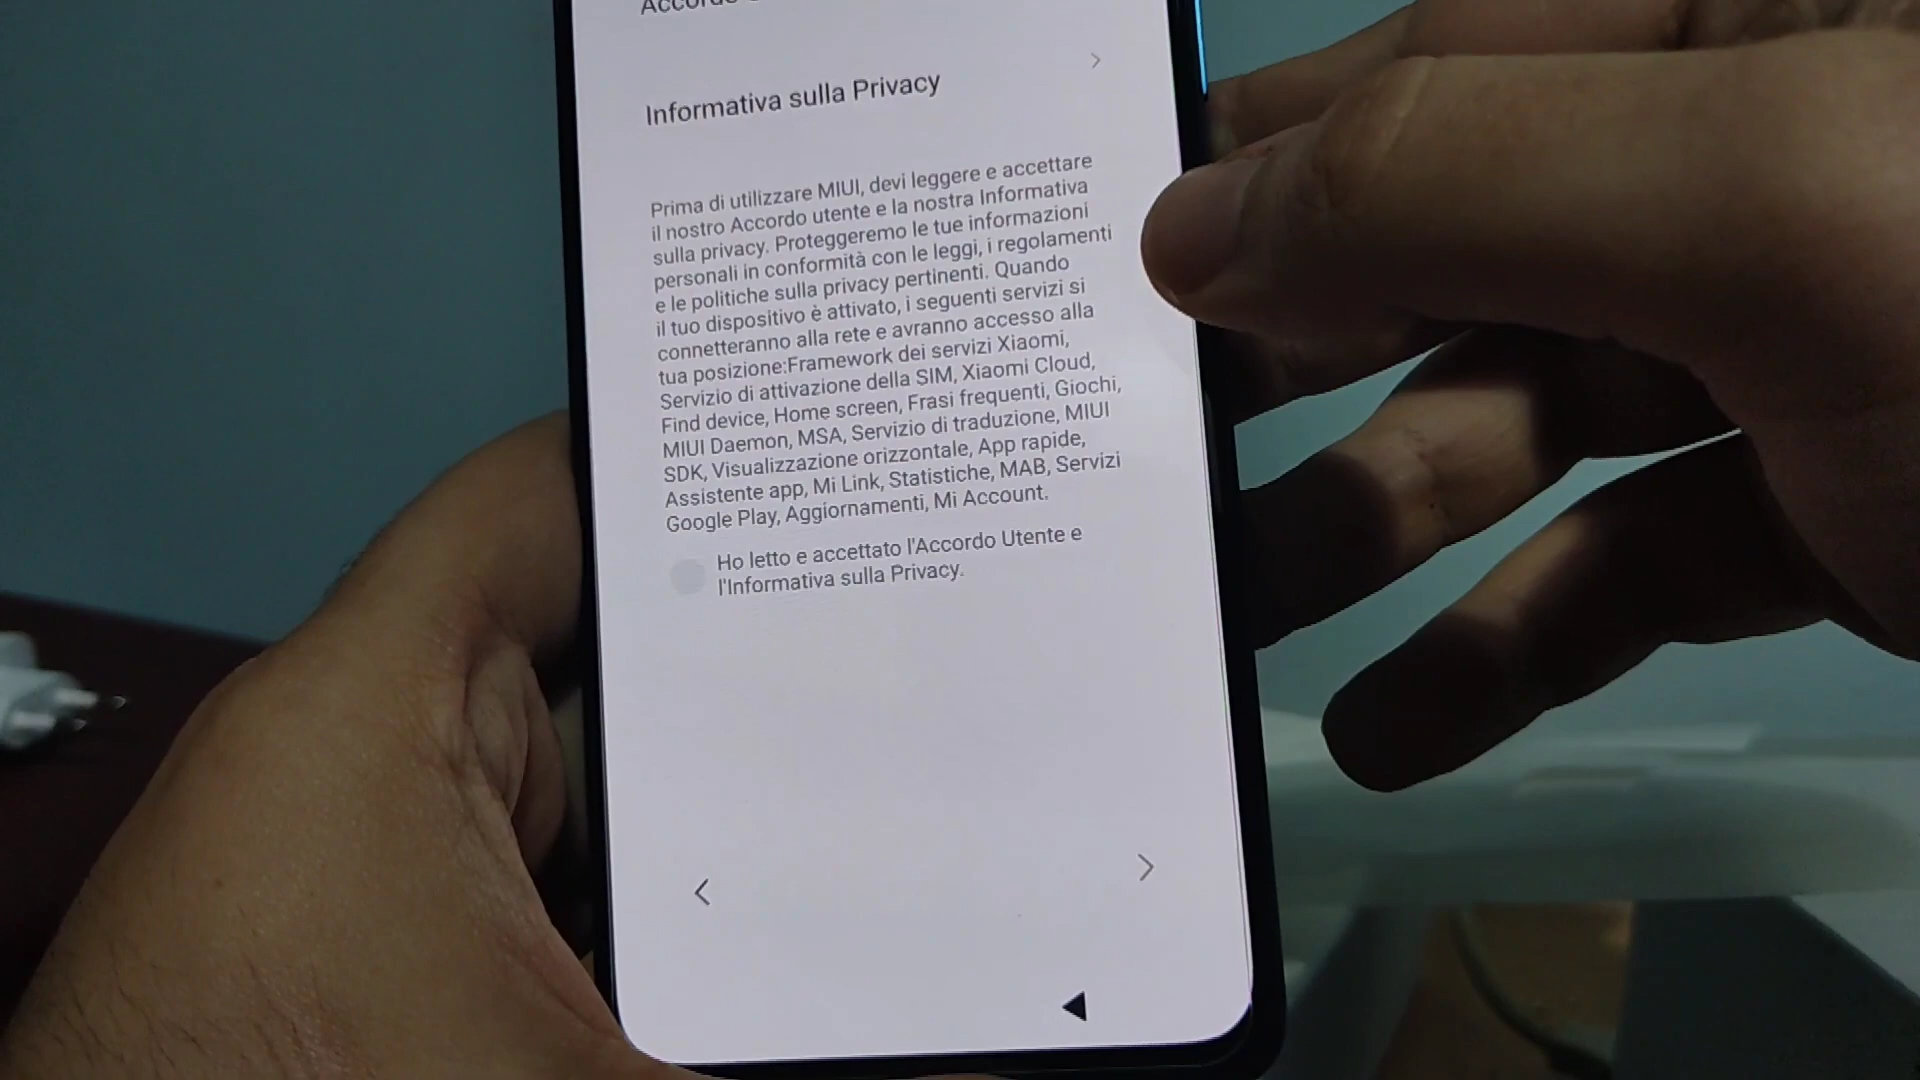 Accordo
Informativa sulla Privacy
Prima di utilizzare MIUI, devi leggere e accettare
il nostro Accordo utente e la nostra Informativa
sulla privacy. Proteggeremo le tue informazioni
personali in conformità con le leggi, i regolamenti
e le politiche sulla privacy pertinenti. Quando
il tuo dispositivo è attivato, i seguenti servizi si
connetteranno alla rete e avranno accesso alla
tua posizione:Framework dei servizi Xiaomi,
Servizio di attivazione della SIM, Xiaomi Cloud,
Find device, Home screen, Frasi frequenti, Giochi,
MIUI Daemon, MSA, Servizio di traduzione, MIUI
SDK, Visualizzazione orizzontale, App rapide,
Assistente app, Mi Link, Statistiche, MAB, Servizi
Google Play, Aggiornamenti, Mi Account.
Ho letto e accettato l'Accordo Utente e
l'Informativa sulla Privacy.